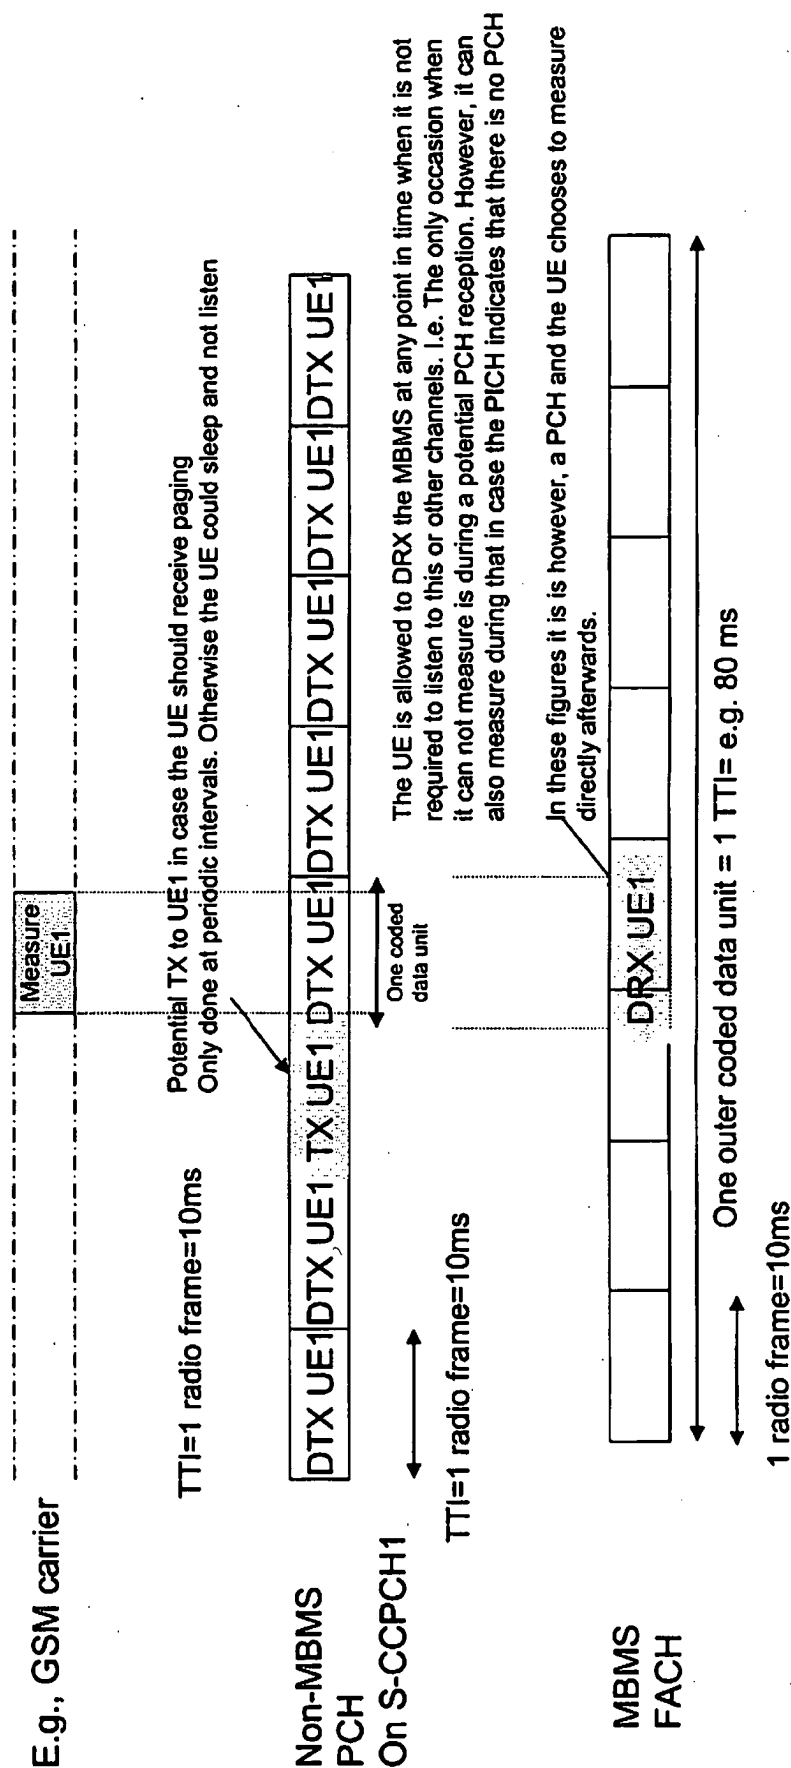 E.g., GSM carrier
Measure
UE1
TTI=1 radio frame=10ms
Potential TX to UE1 in case the UE should receive paging
Only done at periodic intervals. Otherwise the UE could sleep and not listen
Non-MBMS
PCH
On S-CCPCH1
DTX UE1 DTX UE1 TX UE1 DTX UE1 DTX UE1 DTX UE1 DTX UE1 DTX UE1
One coded
data unit
TTI=1 radio frame=10ms
The UE is allowed to DRX the MBMS at any point in time when it is not
required to listen to this or other channels. I.e. The only occasion when
it can not measure is during a potential PCH reception. However, it can
also measure during that in case the PICH indicates that there is no PCH
In these figures it is is however, a PCH and the UE chooses to measure
directly afterwards.
MBMS
FACH
DRX UE1
One outer coded data unit = 1 TTI= e.g. 80 ms
1 radio frame=10ms